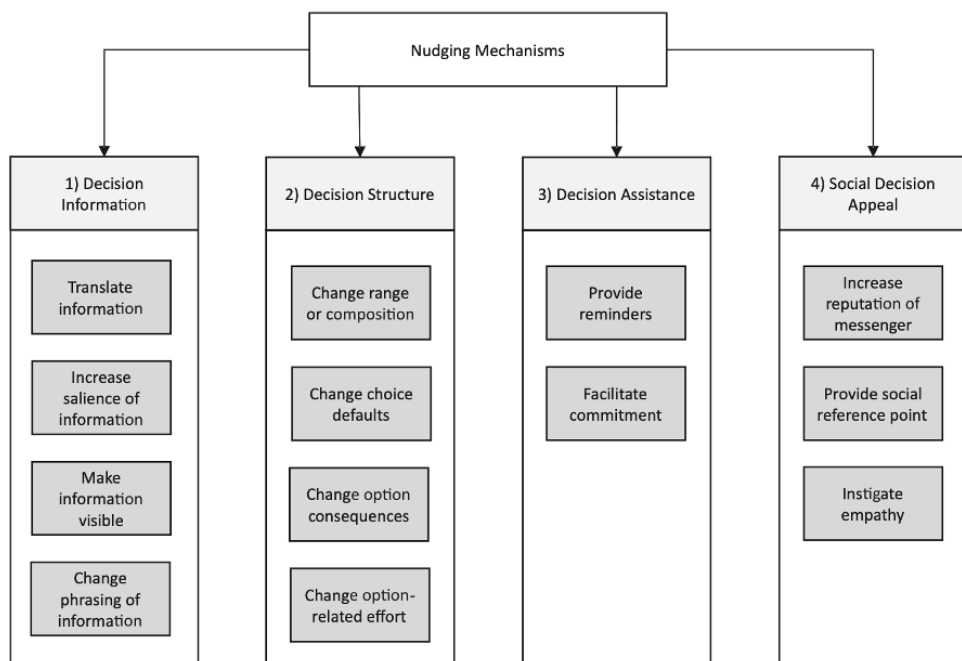 Nudging Mechanisms
1) Decision
Information
Translate
information
Increase
salience of
information
Make
information
visible
Change
phrasing of
information
2) Decision Structure
Change range
or composition
Change choice
defaults
Change option
consequences
Change option-
related effort
3) Decision Assistance
Provide
reminders
Facilitate
commitment
4) Social Decision
Appeal
Increase
reputation of
messenger
Provide social
reference point
Instigate
empathy